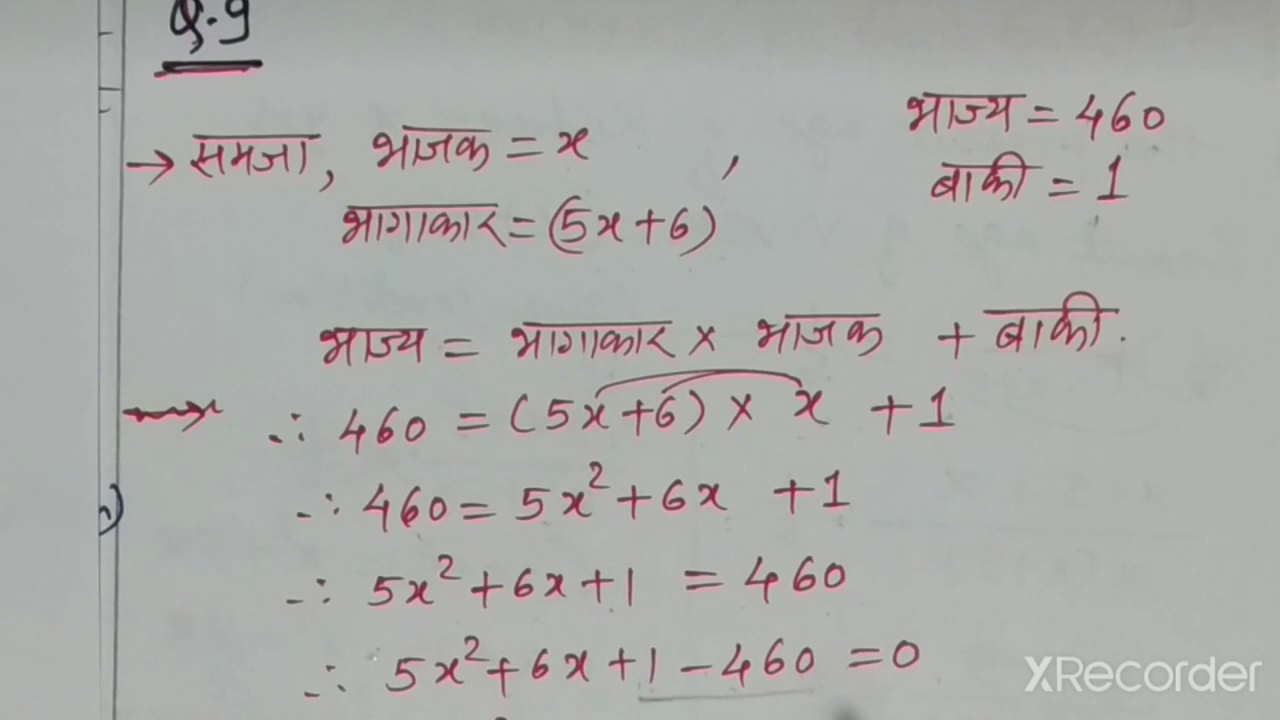 Q.9
→ समजा, भाजक = x , भाज्य = 460
भागाकार = (5x+6) बाकी = 1
भाज्य = भागाकार × भाजक + बाकी.
∴ 460 = (5x+6) × x +1
∴ 460 = 5x²+6x +1
∴ 5x²+6x+1 = 460
∴ 5x²+6x+1-460 =0
XRecorder